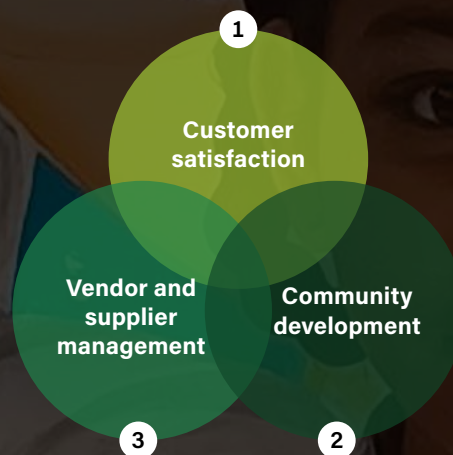 1
Customer
satisfaction
Vendor and
supplier
management
Community
development
3
2